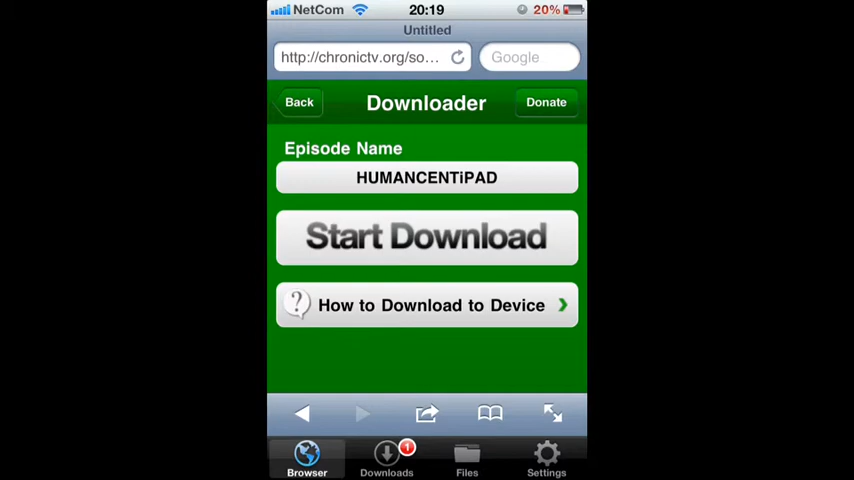 NetCom 20:19 20%
Untitled
http://chronictv.org/so... Google
Back Downloader Donate
Episode Name
HUMANCENTiPAD
Start Download
? How to Download to Device
1
Browser Downloads Files Settings